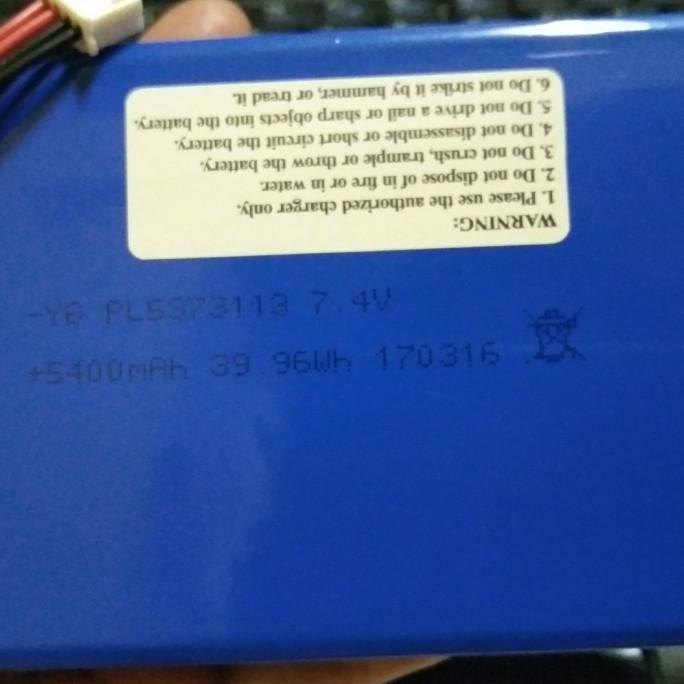 WARNING:
1. Please use the authorized charger only.
2. Do not dispose of in fire or in water.
3. Do not crush, trample or throw the battery.
4. Do not disassemble or short circuit the battery.
5. Do not drive a nail or sharp objects into the battery.
6. Do not strike it by hammer, or tread it.
-YB PL5373113 7.4V
+5400mAh 39.96Wh 170316